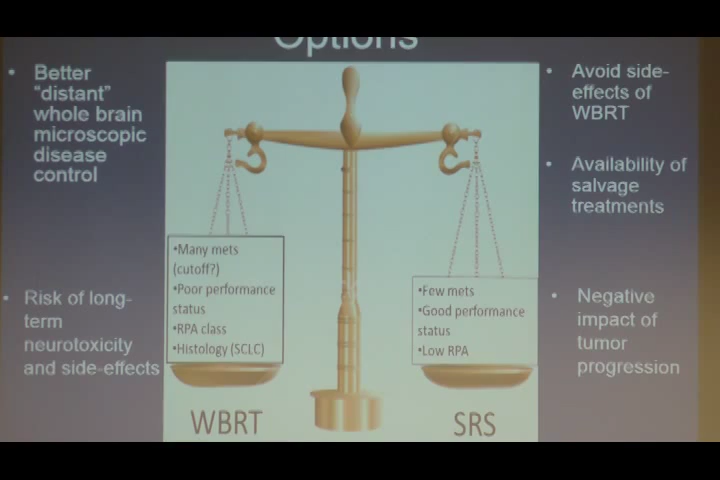 Options
• Better
"distant"
whole brain
microscopic
disease
control
• Risk of long-
term
neurotoxicity
and side-effects
•Many mets
(cutoff?)
•Poor performance
status
•RPA class
•Histology (SCLC)
WBRT
•Few mets
•Good performance
status
•Low RPA
SRS
• Avoid side-
effects of
WBRT
• Availability of
salvage
treatments
• Negative
impact of
tumor
progression